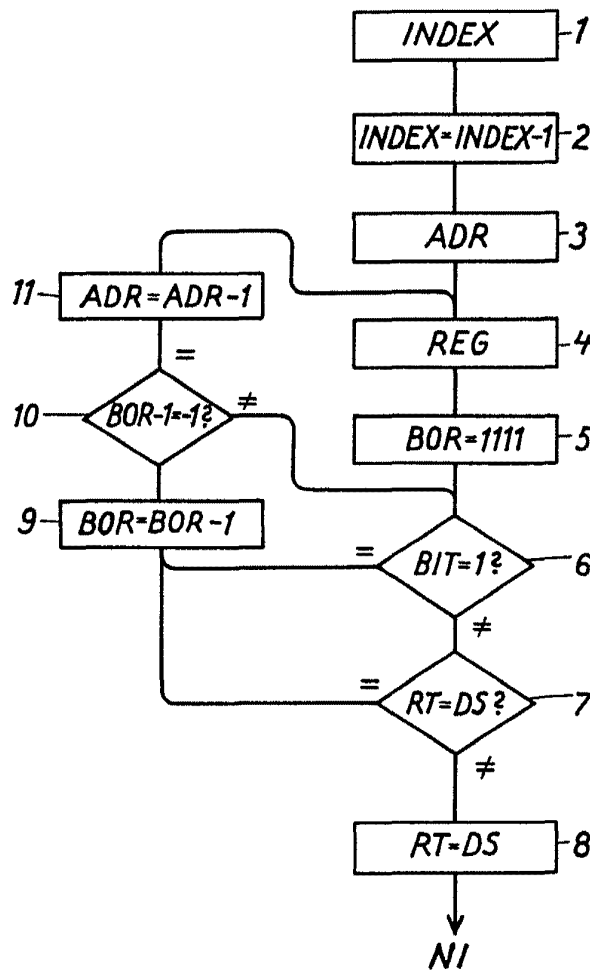 INDEX 1
INDEX=INDEX-1 2
ADR 3
11 ADR=ADR-1
REG 4
=
10 BOR-1=-1? ≠
BOR=1111 5
9 BOR=BOR-1
= BIT=1? 6
≠
= RT=DS? 7
≠
RT=DS 8
NI